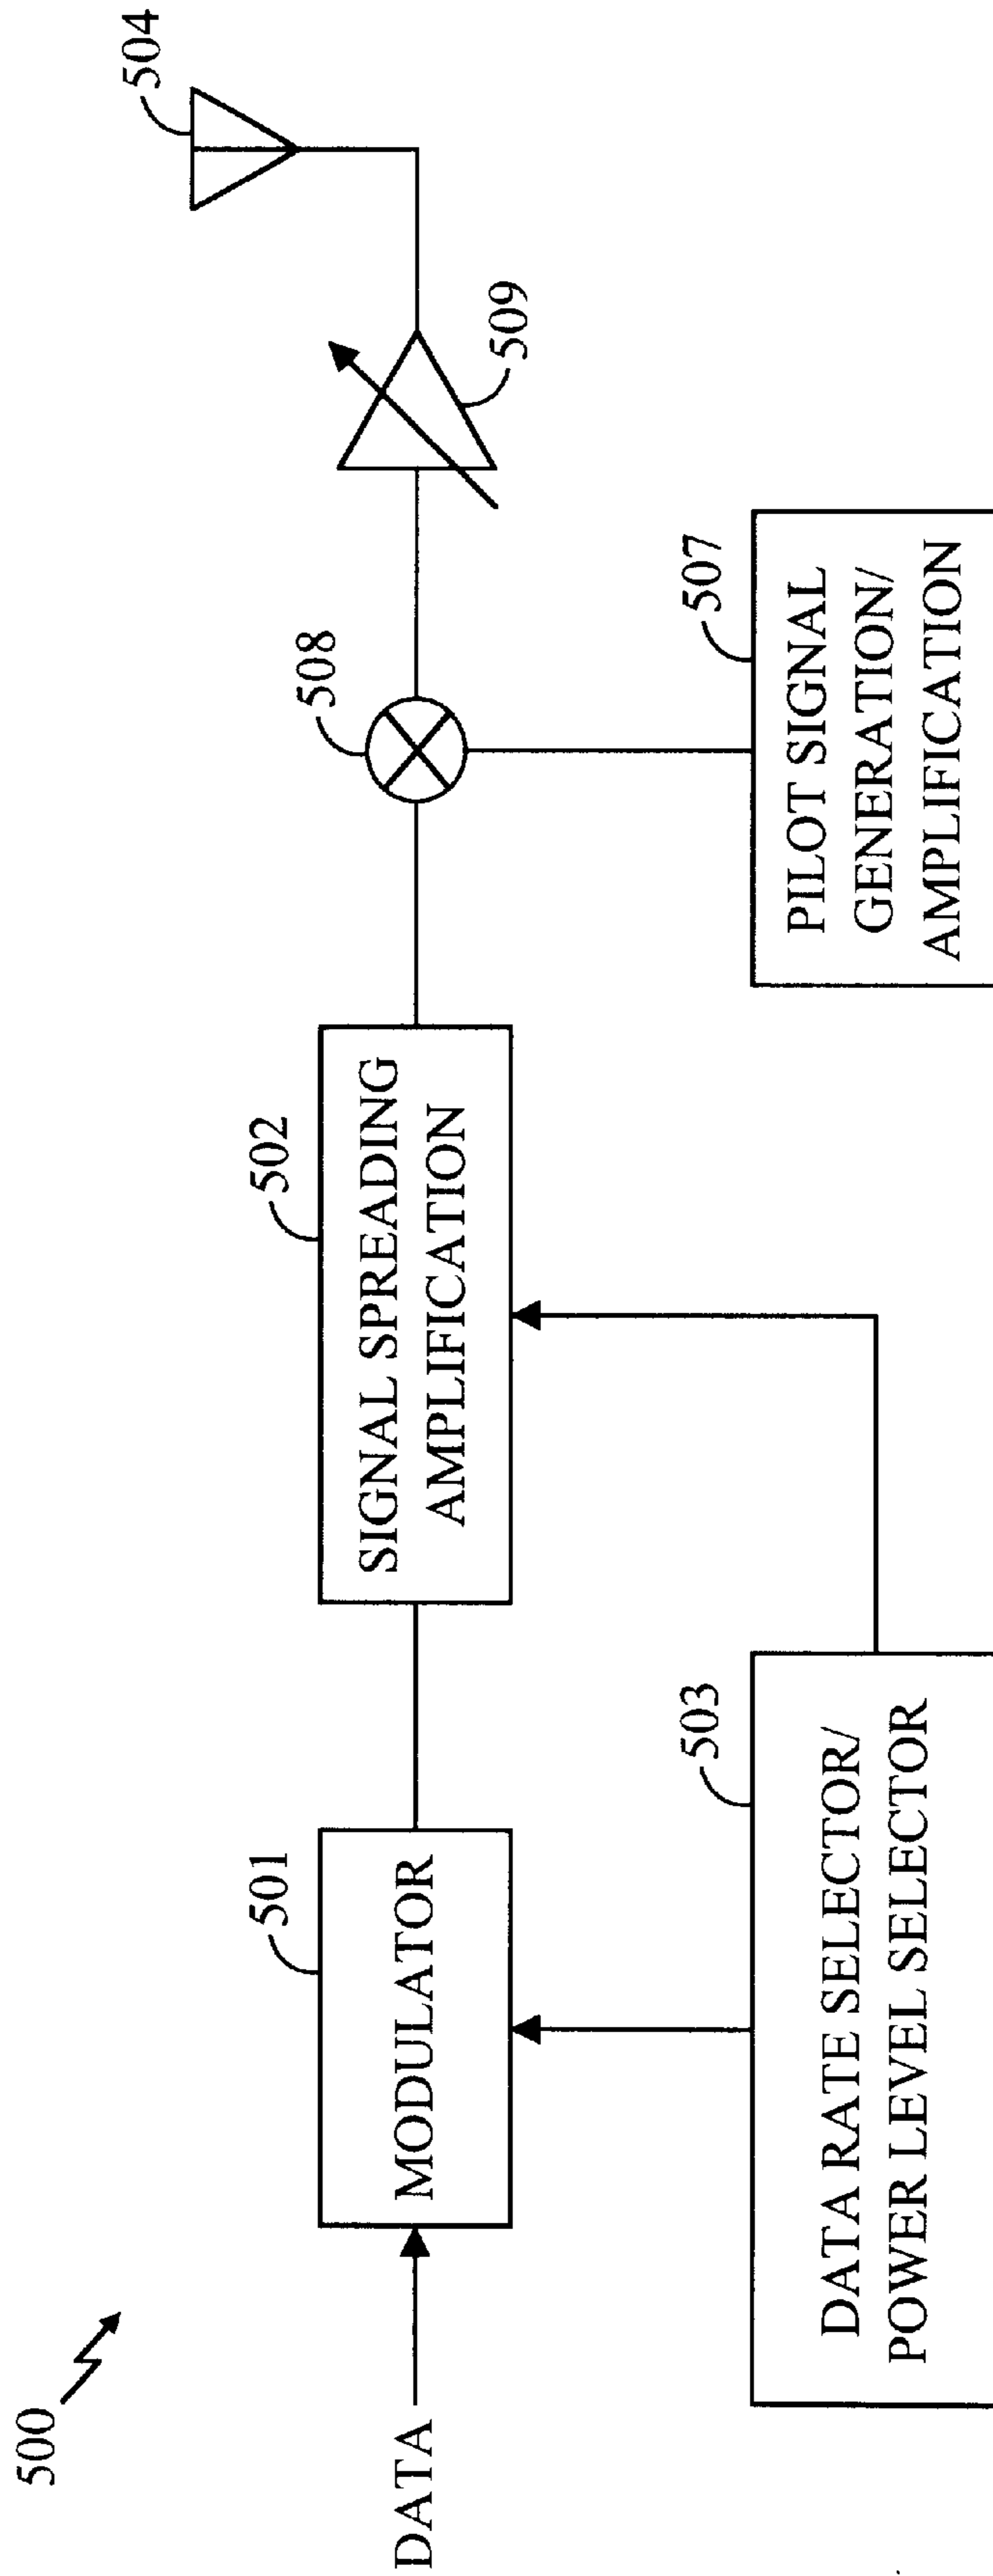 500
DATA
501
MODULATOR
502
SIGNAL SPREADING
AMPLIFICATION
503
DATA RATE SELECTOR/
POWER LEVEL SELECTOR
508
507
PILOT SIGNAL
GENERATION/
AMPLIFICATION
509
504